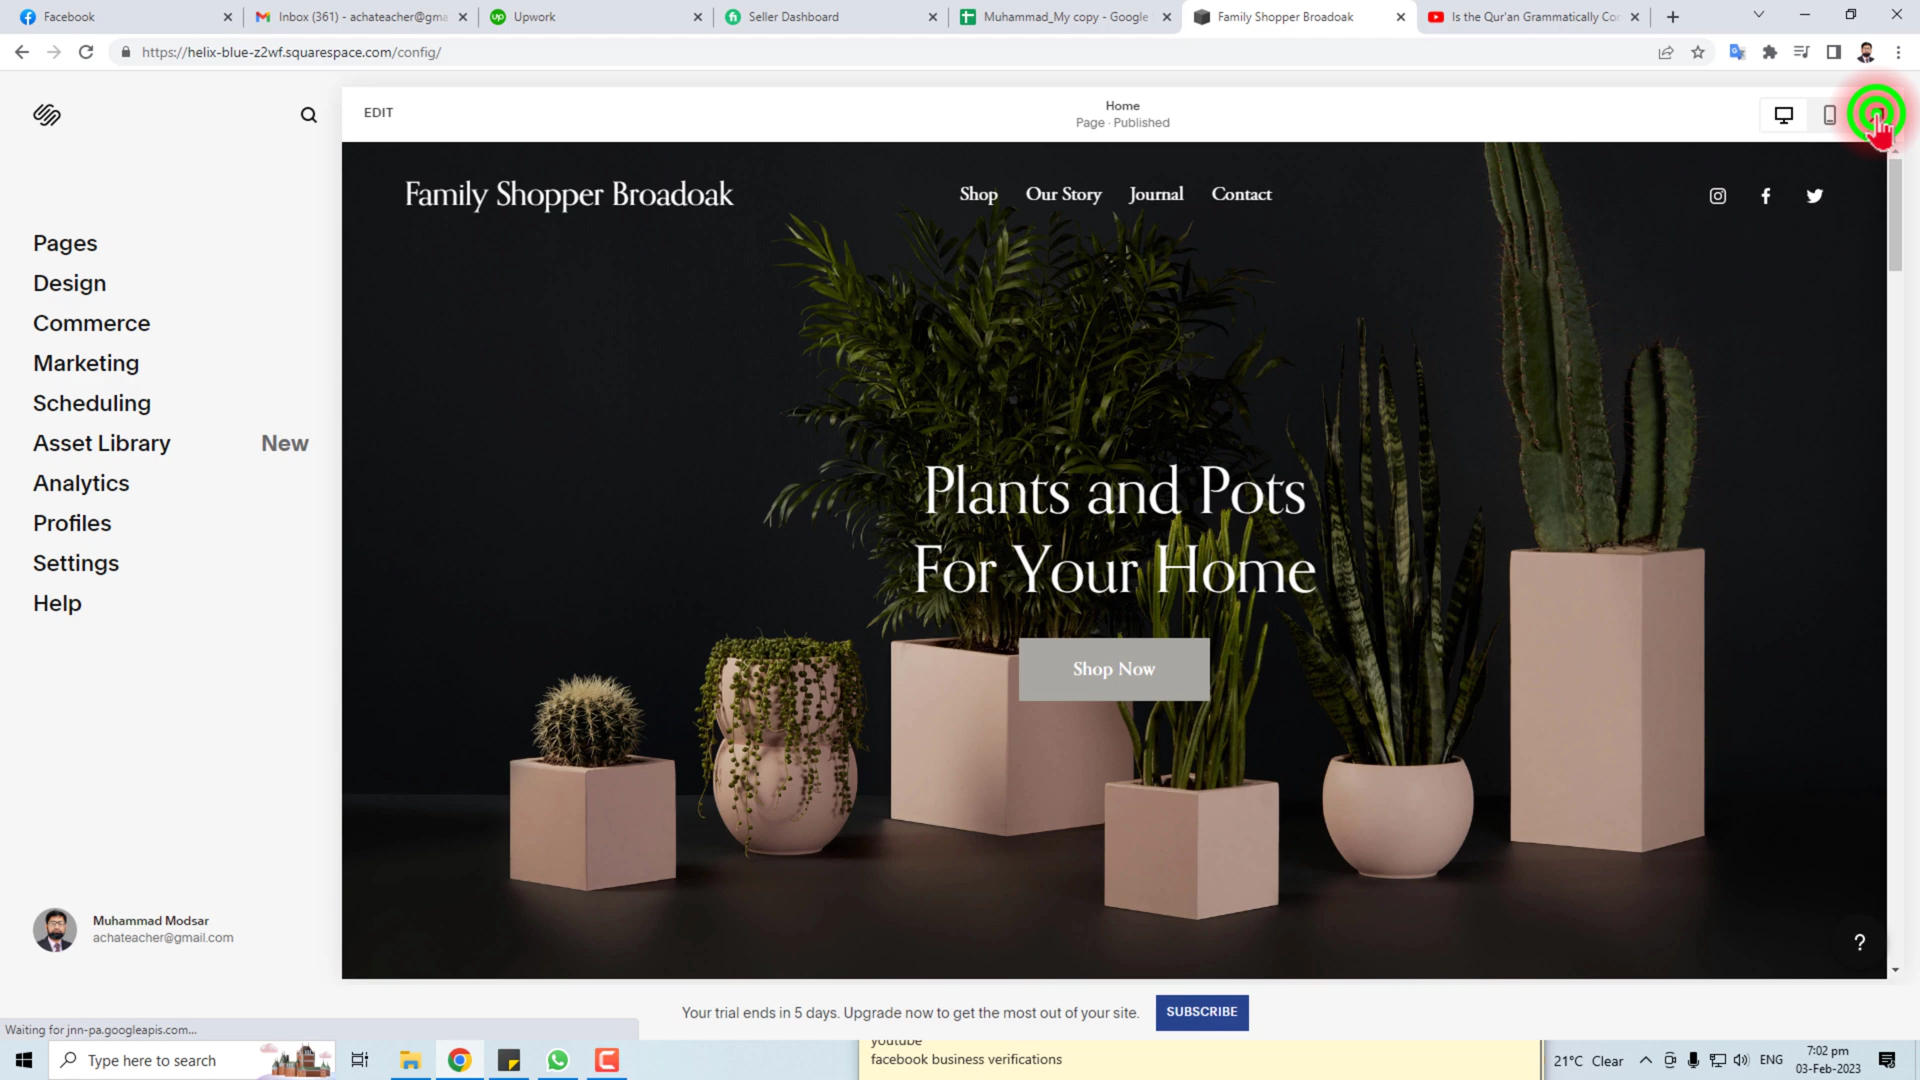 Facebook
Inbox (361) - achateacher@gma
Upwork
Seller Dashboard
Muhammad_My copy - Google
Family Shopper Broadoak
Is the Qur'an Grammatically Co
https://helix-blue-z2wf.squarespace.com/config/
EDIT
Home
Page · Published
Pages
Design
Commerce
Marketing
Scheduling
Asset Library New
Analytics
Profiles
Settings
Help
Family Shopper Broadoak
Shop Our Story Journal Contact
Plants and Pots
For Your Home
Shop Now
?
Muhammad Modsar
achateacher@gmail.com
Your trial ends in 5 days. Upgrade now to get the most out of your site.
SUBSCRIBE
Waiting for jnn-pa.googleapis.com...
youtube
facebook business verifications
Type here to search
21°C Clear
ENG
7:02 pm
03-Feb-2023